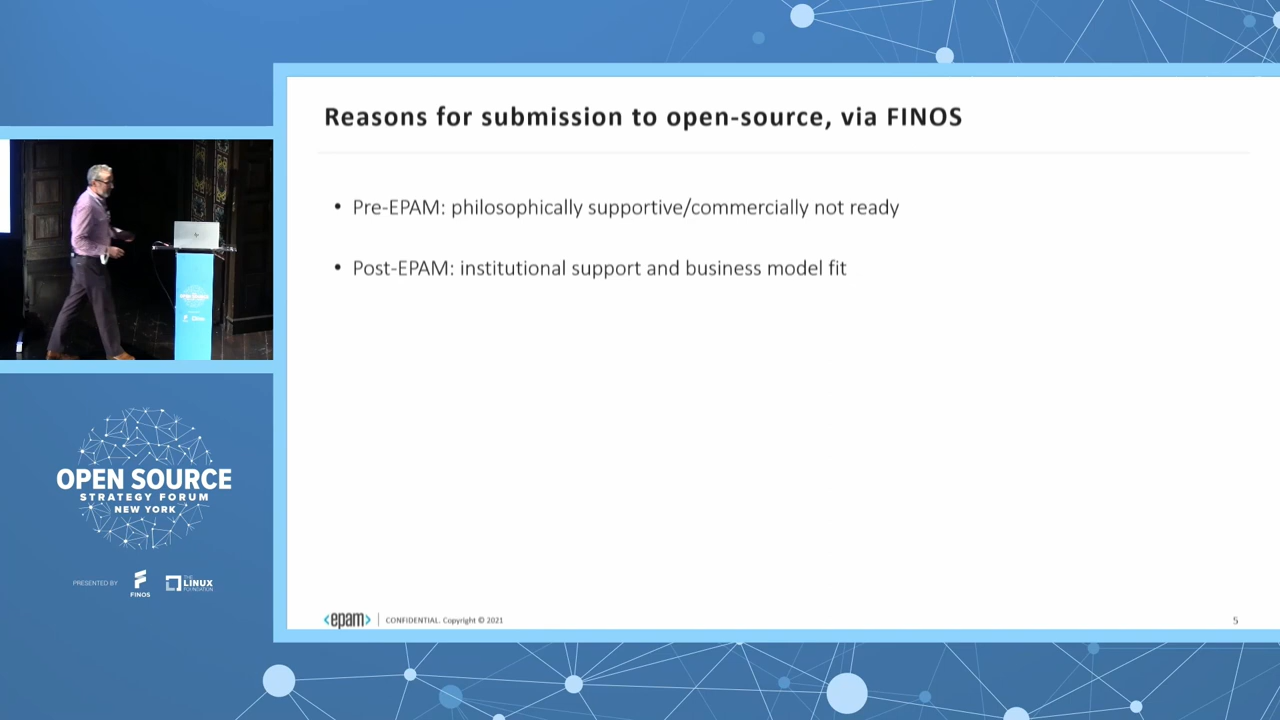 Reasons for submission to open-source, via FINOS
• Pre-EPAM: philosophically supportive/commercially not ready
• Post-EPAM: institutional support and business model fit
<epam> | CONFIDENTIAL. Copyright © 2021
5
OPEN SOURCE
STRATEGY FORUM
NEW YORK
PRESENTED BY
FINOS
THE
LINUX
FOUNDATION